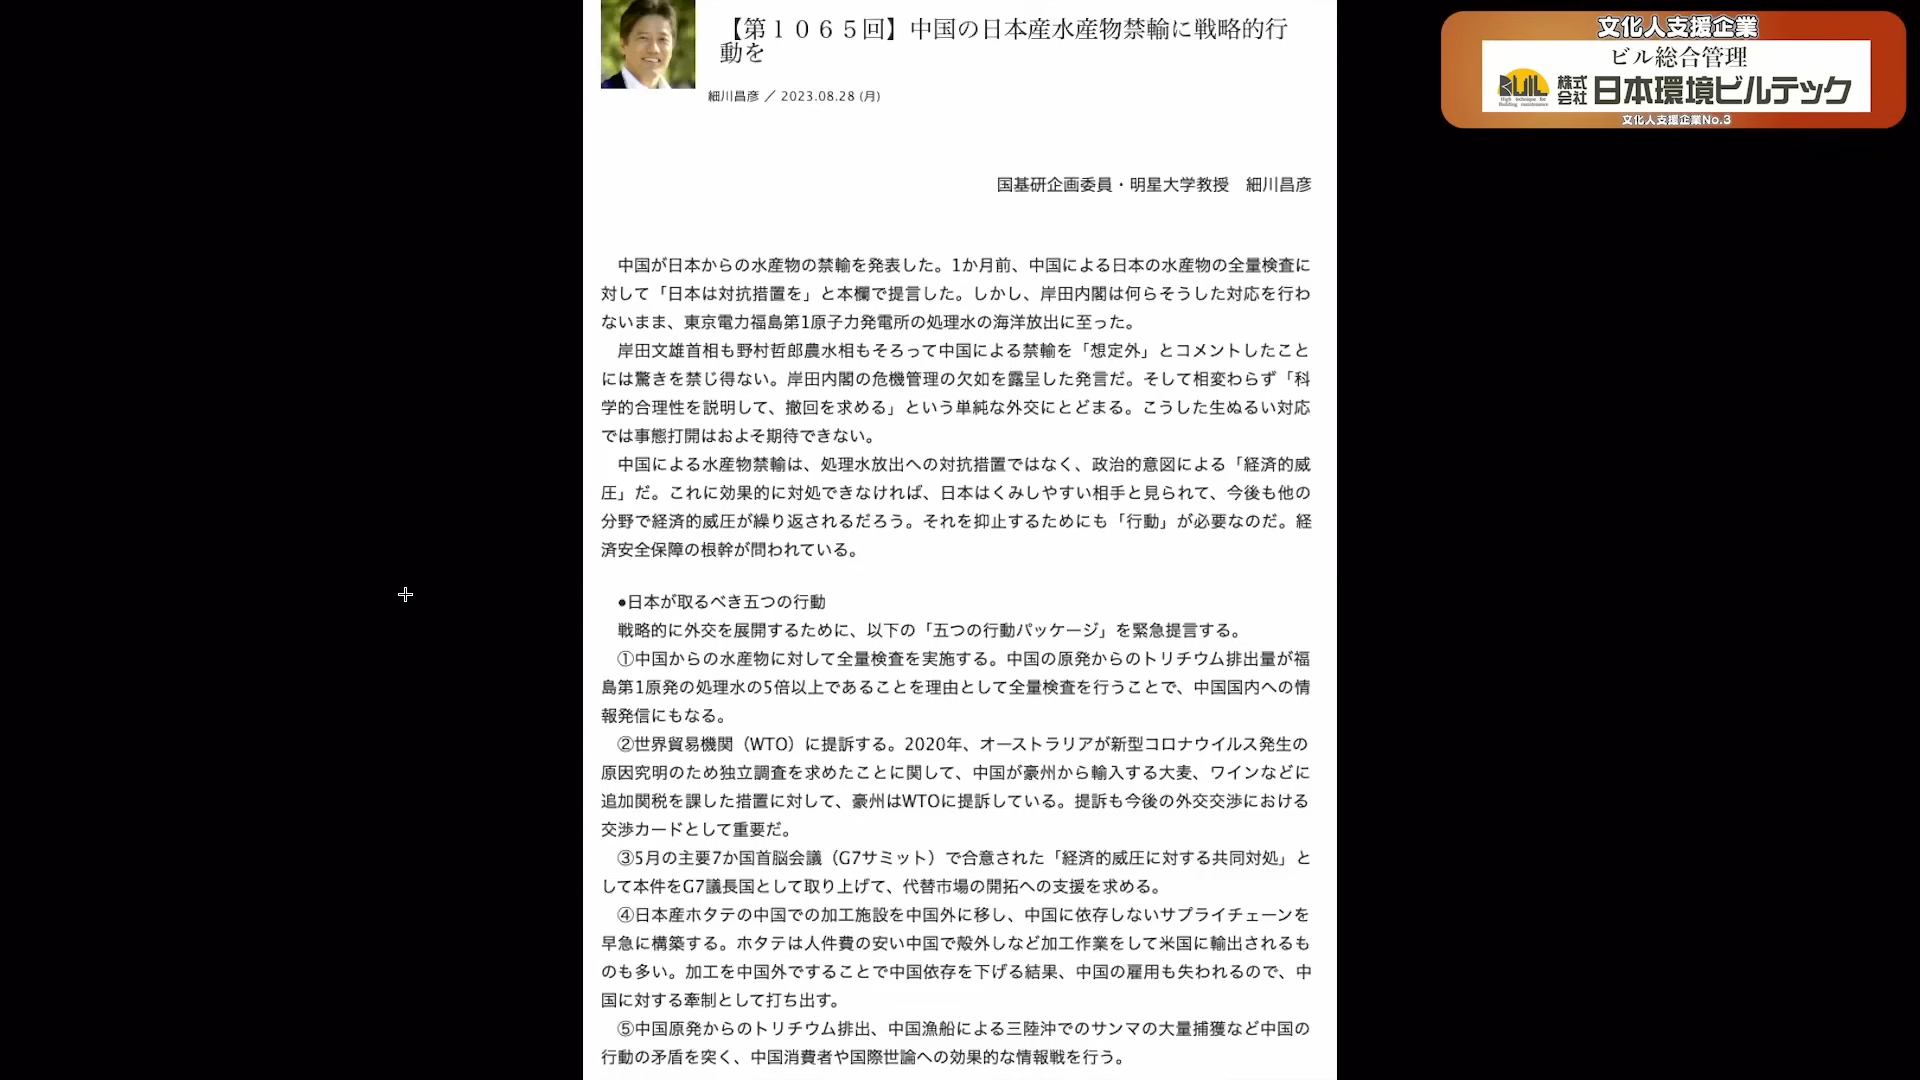 【第１０６５回】中国の日本産水産物禁輸に戦略的行
動を
細川昌彦 ／ 2023.08.28 (月)
国基研企画委員・明星大学教授　細川昌彦
中国が日本からの水産物の禁輸を発表した。1か月前、中国による日本の水産物の全量検査に
対して「日本は対抗措置を」と本欄で提言した。しかし、岸田内閣は何らそうした対応を行わ
ないまま、東京電力福島第1原子力発電所の処理水の海洋放出に至った。
岸田文雄首相も野村哲郎農水相もそろって中国による禁輸を「想定外」とコメントしたこと
には驚きを禁じ得ない。岸田内閣の危機管理の欠如を露呈した発言だ。そして相変わらず「科
学的合理性を説明して、撤回を求める」という単純な外交にとどまる。こうした生ぬるい対応
では事態打開はおよそ期待できない。
中国による水産物禁輸は、処理水放出への対抗措置ではなく、政治的意図による「経済的威
圧」だ。これに効果的に対処できなければ、日本はくみしやすい相手と見られて、今後も他の
分野で経済的威圧が繰り返されるだろう。それを抑止するためにも「行動」が必要なのだ。経
済安全保障の根幹が問われている。
●日本が取るべき五つの行動
戦略的に外交を展開するために、以下の「五つの行動パッケージ」を緊急提言する。
①中国からの水産物に対して全量検査を実施する。中国の原発からのトリチウム排出量が福
島第1原発の処理水の5倍以上であることを理由として全量検査を行うことで、中国国内への情
報発信にもなる。
②世界貿易機関（WTO）に提訴する。2020年、オーストラリアが新型コロナウイルス発生の
原因究明のため独立調査を求めたことに関して、中国が豪州から輸入する大麦、ワインなどに
追加関税を課した措置に対して、豪州はWTOに提訴している。提訴も今後の外交交渉における
交渉カードとして重要だ。
③5月の主要7か国首脳会議（G7サミット）で合意された「経済的威圧に対する共同対処」と
して本件をG7議長国として取り上げて、代替市場の開拓への支援を求める。
④日本産ホタテの中国での加工施設を中国外に移し、中国に依存しないサプライチェーンを
早急に構築する。ホタテは人件費の安い中国で殻外しなど加工作業をして米国に輸出されるも
のも多い。加工を中国外ですることで中国依存を下げる結果、中国の雇用も失われるので、中
国に対する牽制として打ち出す。
⑤中国原発からのトリチウム排出、中国漁船による三陸沖でのサンマの大量捕獲など中国の
行動の矛盾を突く、中国消費者や国際世論への効果的な情報戦を行う。
文化人支援企業
ビル総合管理
BUIL
High technique for
Building maintenance
株式
会社
日本環境ビルテック
文化人支援企業No.3